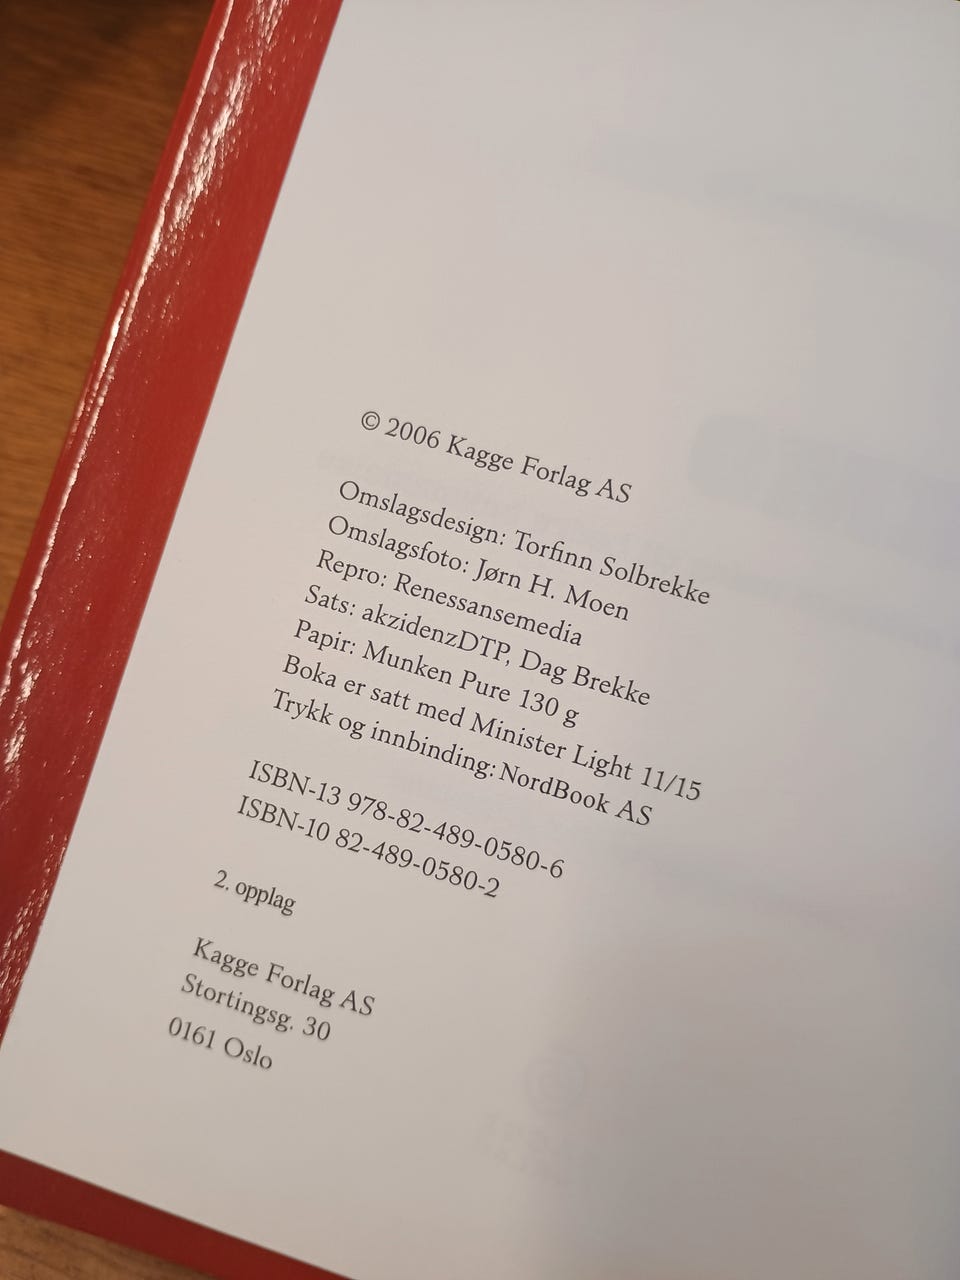 © 2006 Kagge Forlag AS
Omslagsdesign: Torfinn Solbrekke
Omslagsfoto: Jørn H. Moen
Repro: Renessansemedia
Sats: akzidenzDTP, Dag Brekke
Papir: Munken Pure 130 g
Boka er satt med Minister Light 11/15
Trykk og innbinding: NordBook AS
ISBN-13 978-82-489-0580-6
ISBN-10 82-489-0580-2
2. opplag
Kagge Forlag AS
Stortingsg. 30
0161 Oslo